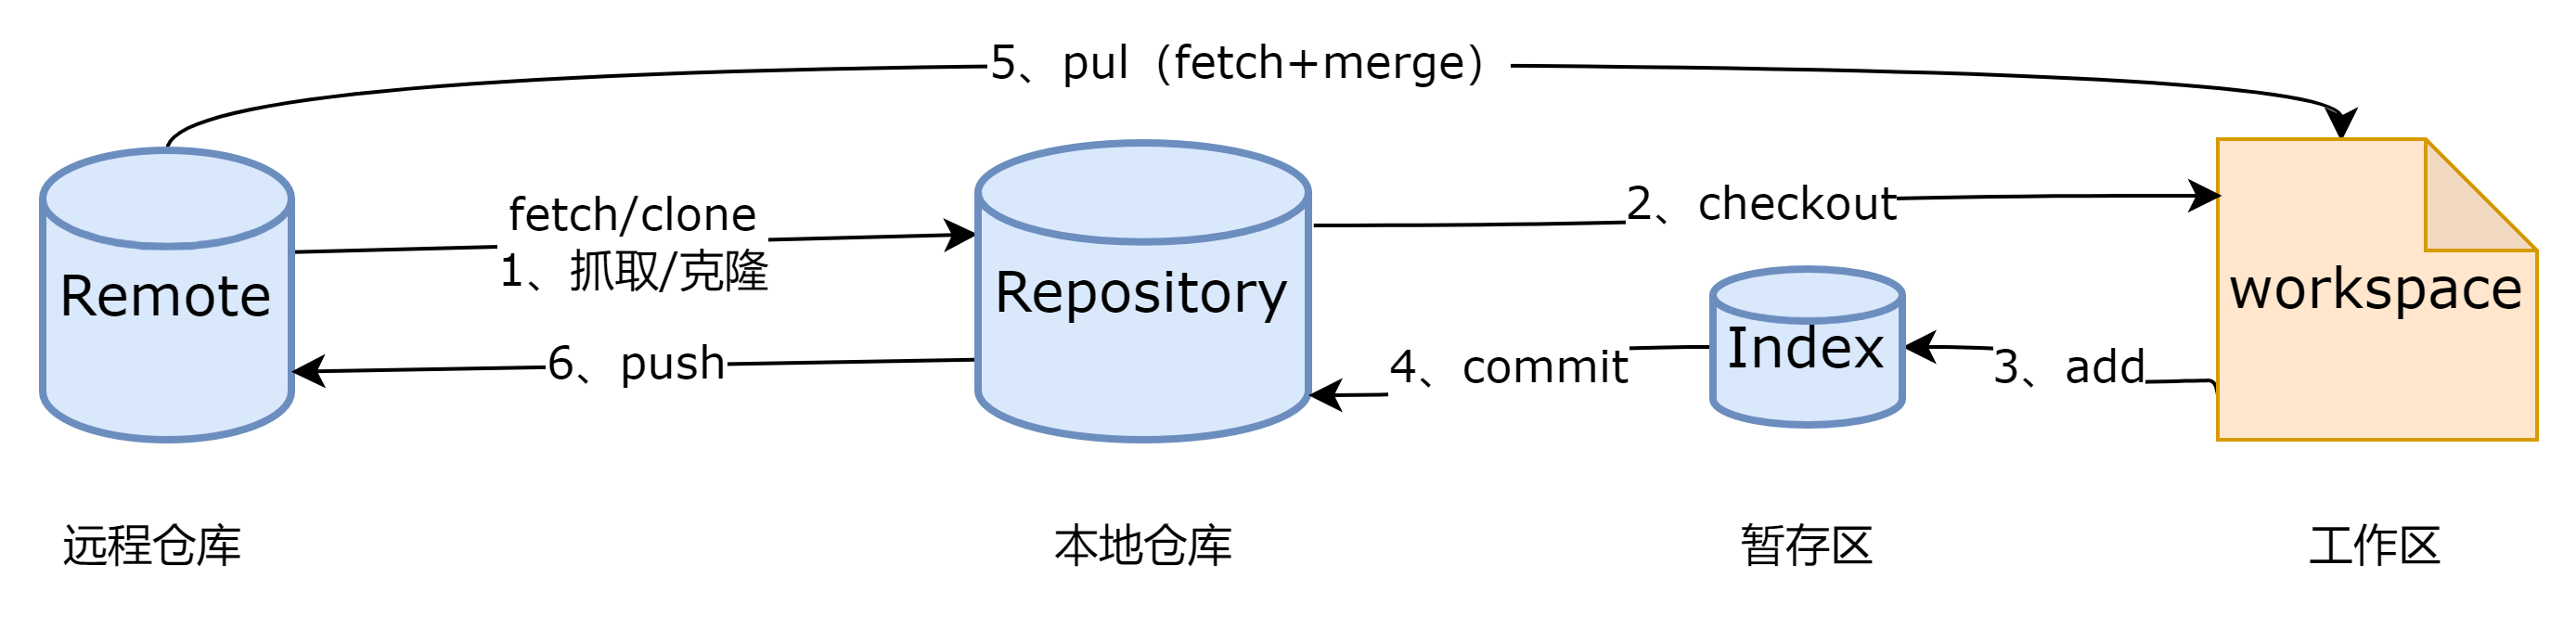 5、pul（fetch+merge）
fetch/clone
1、抓取/克隆
2、checkout
Remote
Repository
Index
workspace
6、push
4、commit
3、add
远程仓库
本地仓库
暂存区
工作区